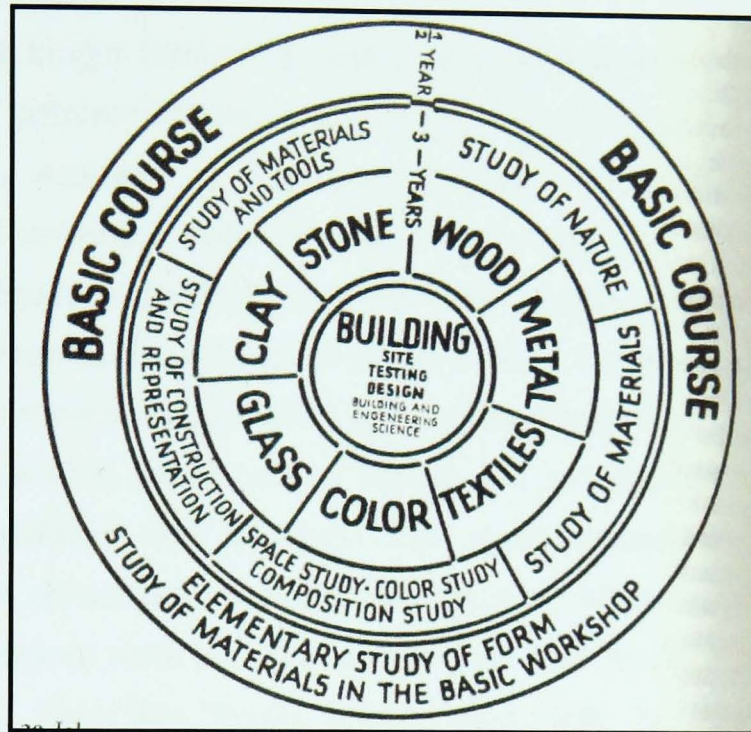 BASIC COURSE
BASIC COURSE
ELEMENTARY STUDY OF FORM
STUDY OF MATERIALS IN THE BASIC WORKSHOP
1/2 YEAR
3 - YEARS
STUDY OF NATURE
STUDY OF MATERIALS
SPACE STUDY - COLOR STUDY
COMPOSITION STUDY
STUDY OF CONSTRUCTION
AND REPRESENTATION
STUDY OF MATERIALS
AND TOOLS
WOOD
METAL
TEXTILES
COLOR
GLASS
CLAY
STONE
BUILDING
SITE
TESTING
DESIGN
BUILDING AND
ENGENEERING
SCIENCE